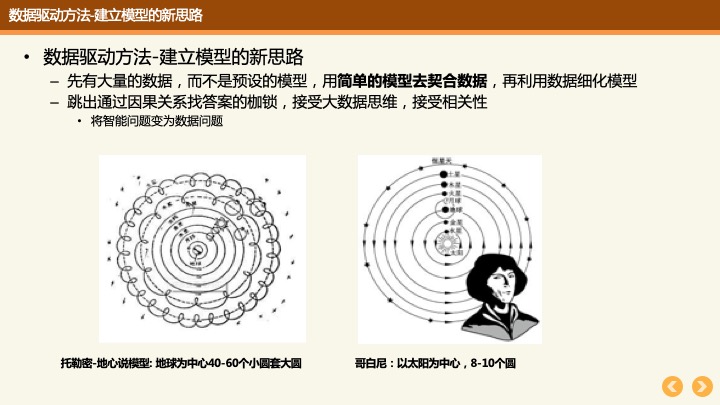 数据驱动方法-建立模型的新思路
• 数据驱动方法-建立模型的新思路
– 先有大量的数据，而不是预设的模型，用简单的模型去契合数据，再利用数据细化模型
– 跳出通过因果关系找答案的枷锁，接受大数据思维，接受相关性
• 将智能问题变为数据问题
恒星天
土星
木星
火星
月球
地球
金星
水星
太阳
托勒密-地心说模型: 地球为中心40-60个小圆套大圆
哥白尼：以太阳为中心，8-10个圆